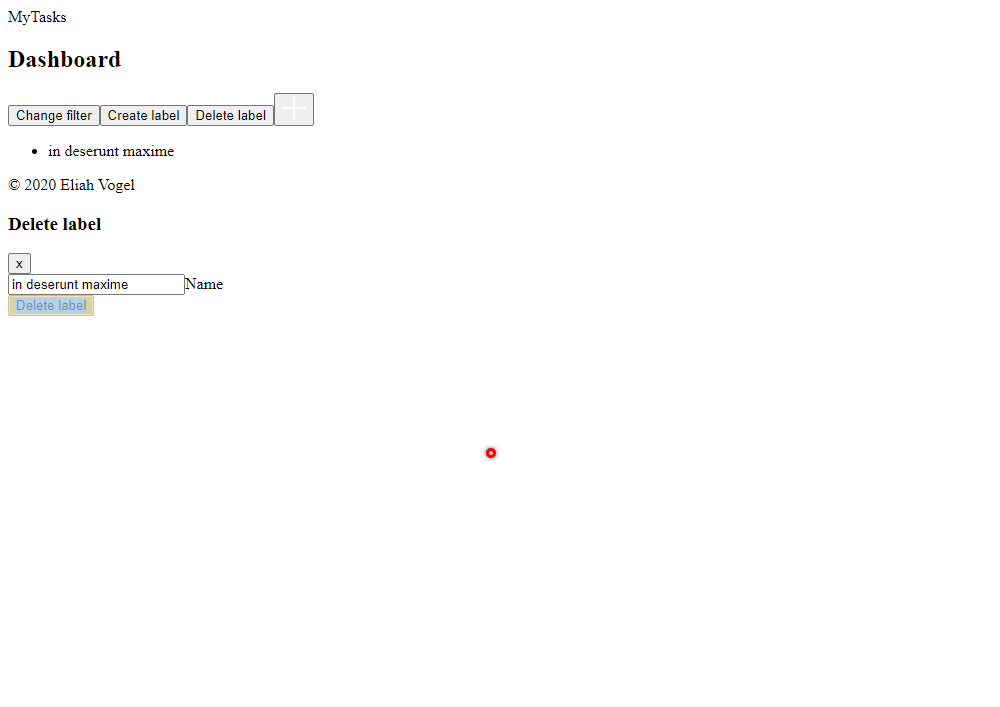 MyTasks
Dashboard
Change filter Create label Delete label
in deserunt maxime
© 2020 Eliah Vogel
Delete label
x
in deserunt maxime Name
Delete label